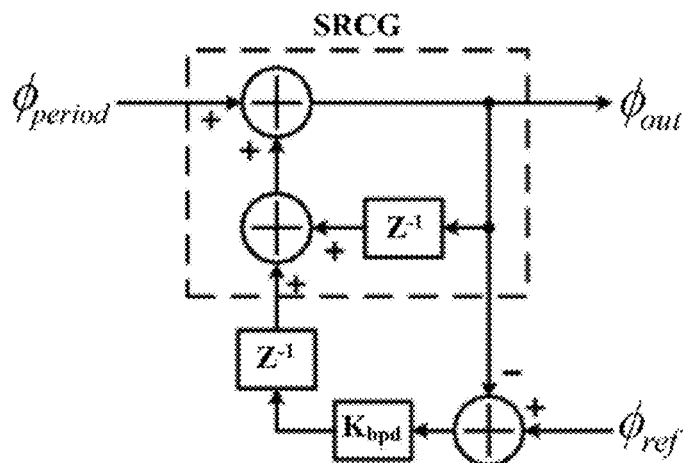 SRCG
ϕperiod
+
+
ϕout
Z-1
+
+
Z-1
-
+
Kbpd
ϕref